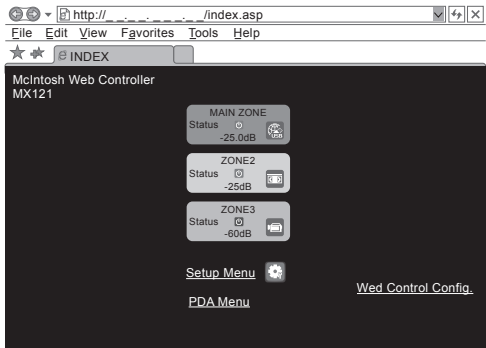 http://_ _._ _. _ _ _._ _/index.asp
File Edit View Favorites Tools Help
INDEX
McIntosh Web Controller
MX121
MAIN ZONE
Status
-25.0dB
USB
ZONE2
Status
-25dB
ZONE3
Status
-60dB
Setup Menu
Wed Control Config.
PDA Menu